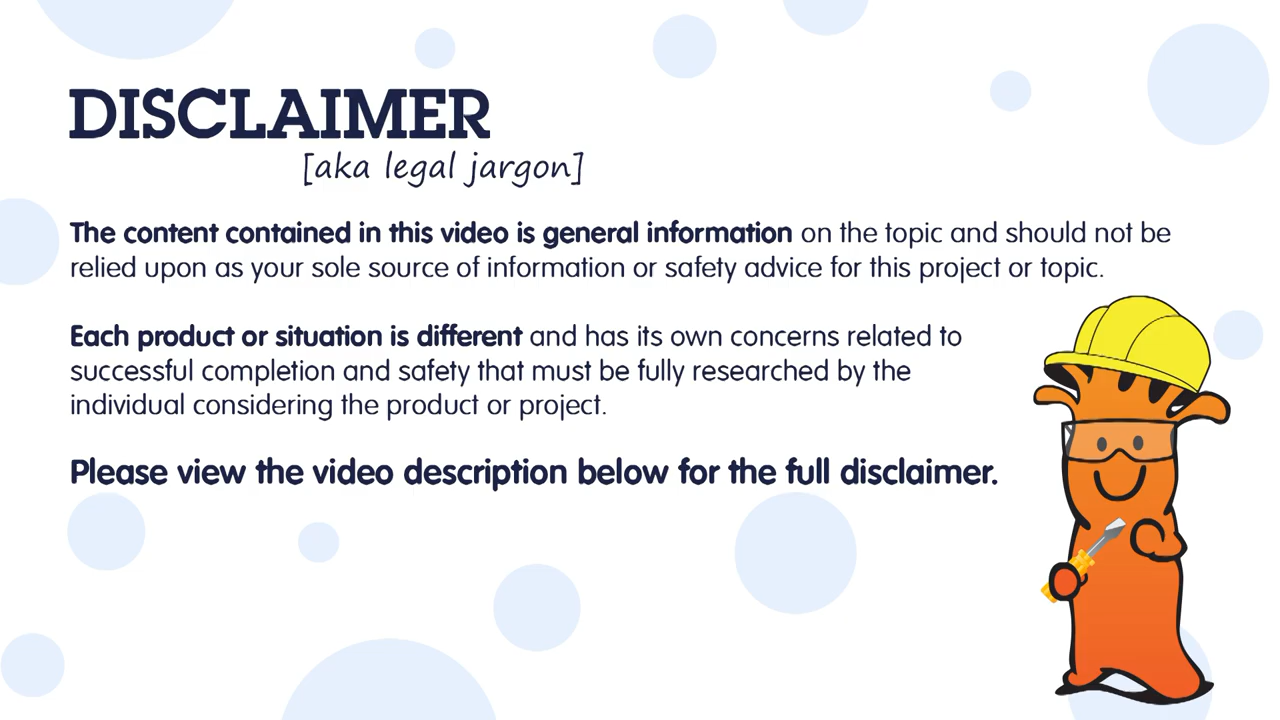 DISCLAIMER
[aka legal jargon]
The content contained in this video is general information on the topic and should not be
relied upon as your sole source of information or safety advice for this project or topic.
Each product or situation is different and has its own concerns related to
successful completion and safety that must be fully researched by the
individual considering the product or project.
Please view the video description below for the full disclaimer.